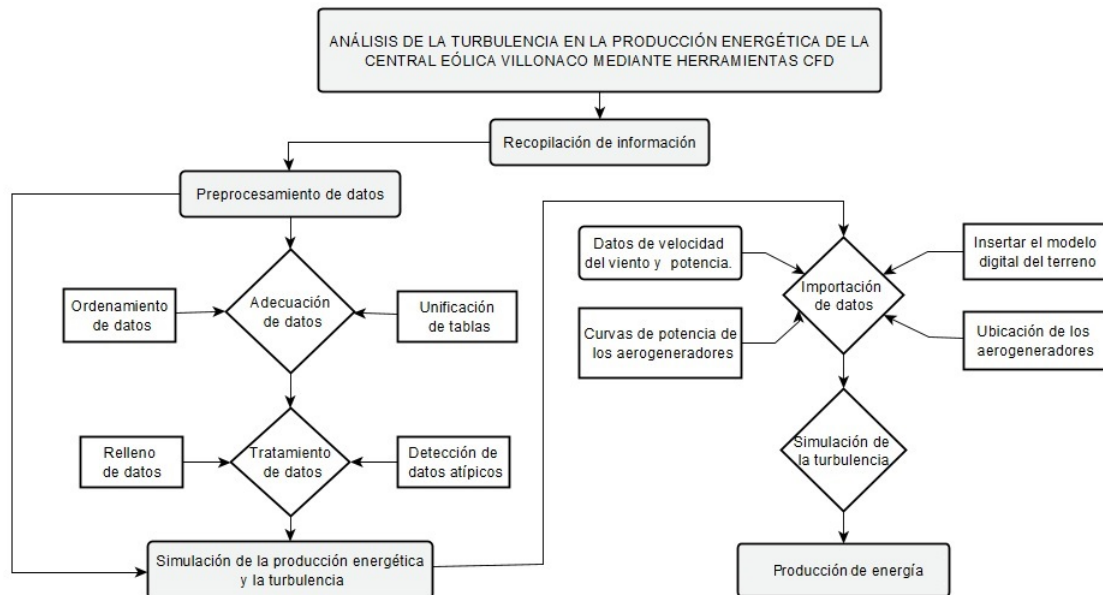 ANÁLISIS DE LA TURBULENCIA EN LA PRODUCCIÓN ENERGÉTICA DE LA
CENTRAL EÓLICA VILLONACO MEDIANTE HERRAMIENTAS CFD
Recopilación de información
Preprocesamiento de datos
Ordenamiento
de datos
Adecuación
de datos
Unificación
de tablas
Relleno
de datos
Tratamiento
de datos
Detección de
datos atípicos
Simulación de la producción energética
y la turbulencia
Datos de velocidad
del viento y potencia.
Insertar el modelo
digital del terreno
Importación
de datos
Curvas de potencia de
los aerogeneradores
Ubicación de los
aerogeneradores
Simulación de
la turbulencia
Producción de energía